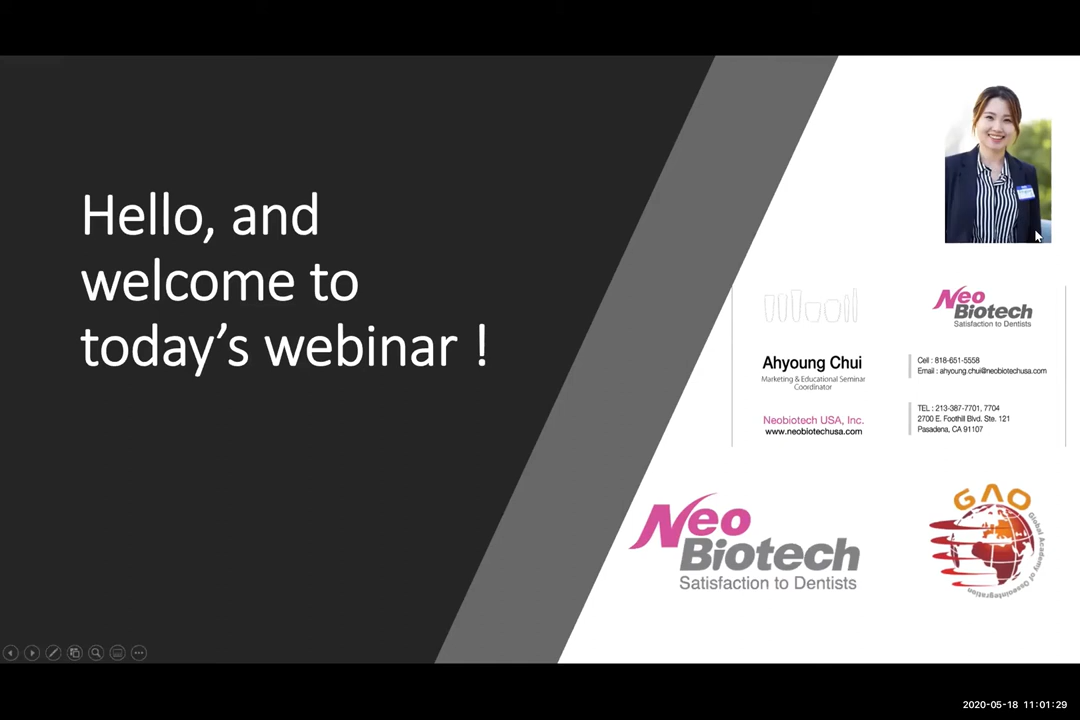 Hello, and
welcome to
today's webinar !
Neo
Biotech
Satisfaction to Dentists
Ahyoung Chui
Marketing & Educational Seminar
Coordinator
Neobiotech USA, Inc.
www.neobiotechusa.com
Cell : 818-651-5558
Email : ahyoung.chui@neobiotechusa.com
TEL : 213-387-7701, 7704
2700 E. Foothill Blvd. Ste. 121
Pasadena, CA 91107
Neo
Biotech
Satisfaction to Dentists
GAO
Global Academy of Osseointegration
2020-05-18 11:01:29